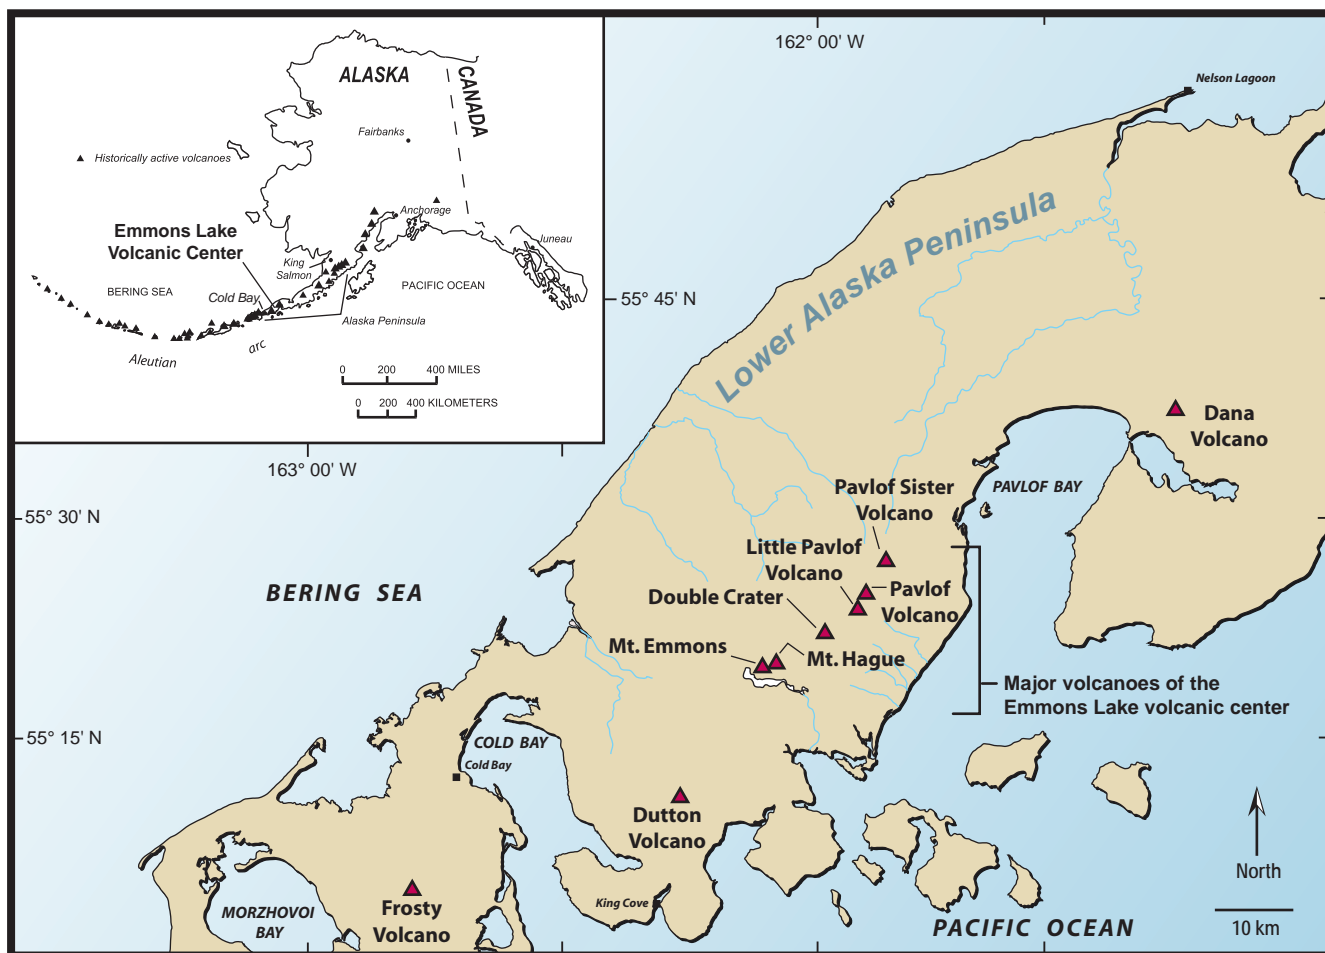 ALASKA
CANADA
Fairbanks
Historically active volcanoes
Anchorage
Emmons Lake
Volcanic Center
Juneau
King
Salmon
BERING SEA
PACIFIC OCEAN
Cold Bay
Alaska Peninsula
Aleutian
arc
0 200 400 MILES
0 200 400 KILOMETERS
162° 00' W
Nelson Lagoon
Lower Alaska Peninsula
55° 45' N
163° 00' W
Dana
Volcano
PAVLOF BAY
Pavlof Sister
Volcano
55° 30' N
Little Pavlof
Volcano
Pavlof
Volcano
Double Crater
BERING SEA
Mt. Emmons
Mt. Hague
Major volcanoes of the
Emmons Lake volcanic center
55° 15' N
COLD BAY
Cold Bay
Dutton
Volcano
North
King Cove
Frosty
Volcano
MORZHOVOI
BAY
PACIFIC OCEAN
10 km